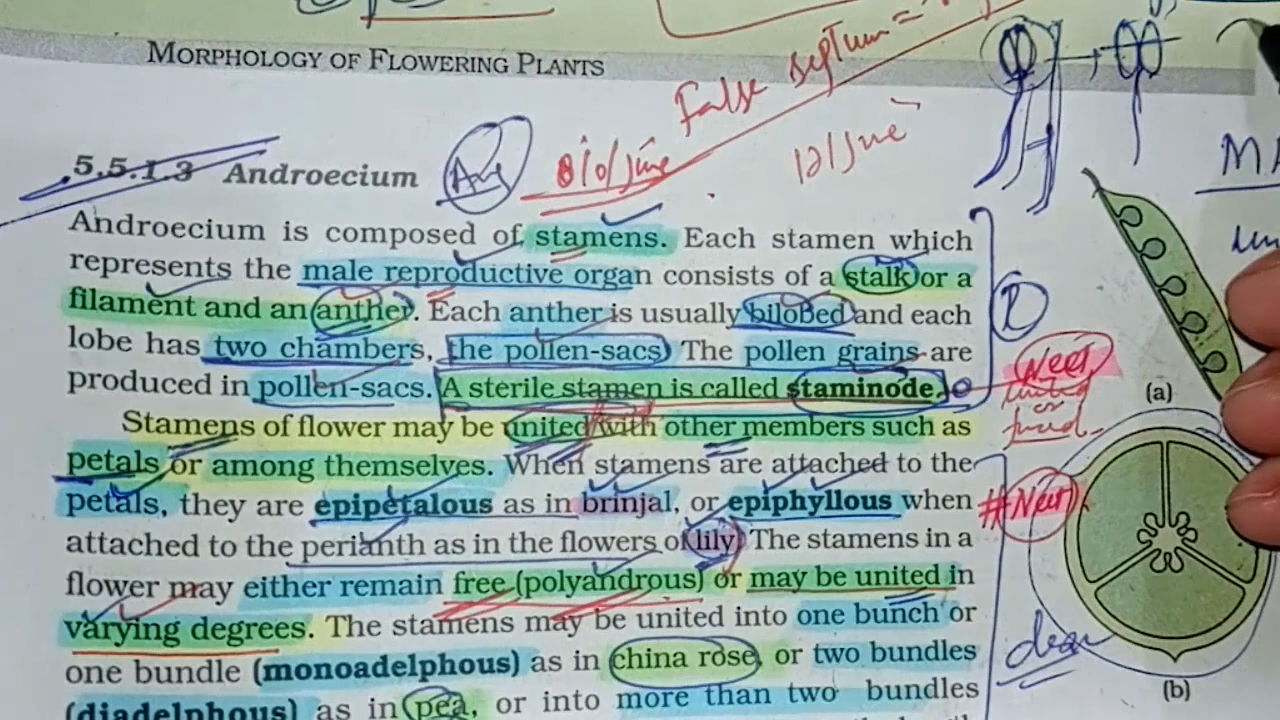 MORPHOLOGY OF FLOWERING PLANTS
False septum =
5.5.1.3 Androecium
12/June
Androecium is composed of stamens. Each stamen which
represents the male reproductive organ consists of a stalk or a
filament and an anther. Each anther is usually bilobed and each
lobe has two chambers, the pollen-sacs. The pollen grains are
produced in pollen-sacs. A sterile stamen is called staminode.
Neet
united
or
fused
(a)
Stamens of flower may be united with other members such as
petals or among themselves. When stamens are attached to the
petals, they are epipetalous as in brinjal, or epiphyllous when
#Neet
attached to the perianth as in the flowers of lily. The stamens in a
flower may either remain free (polyandrous) or may be united in
varying degrees. The stamens may be united into one bunch or
one bundle (monoadelphous) as in china rose, or two bundles
clear
(b)
(diadelphous) as in pea, or into more than two bundles